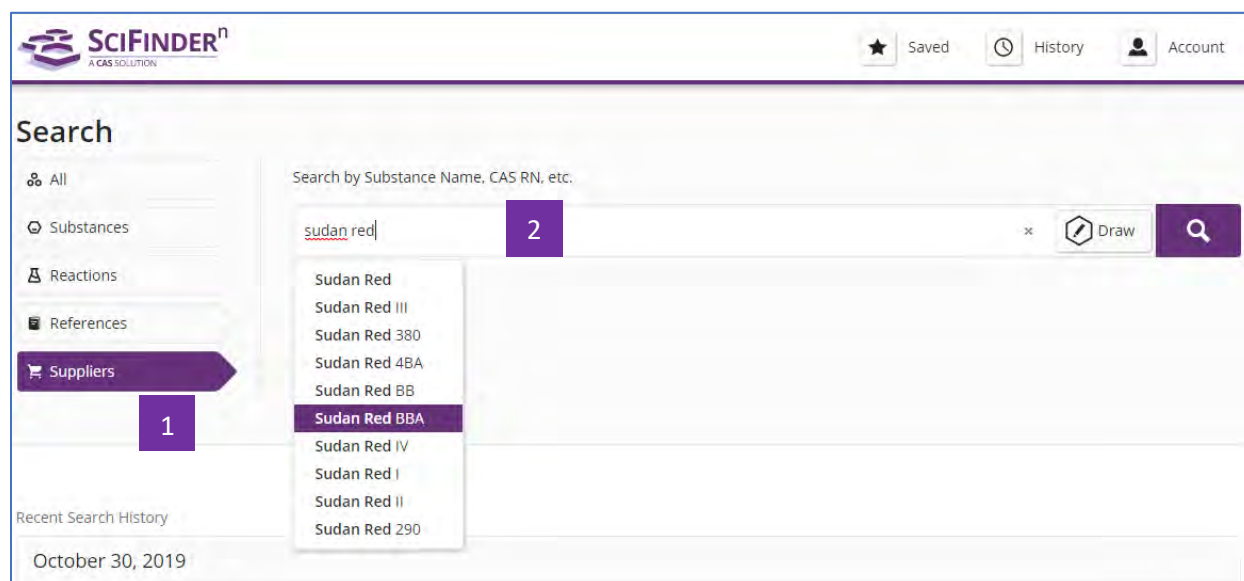 SCIFINDERⁿ
A CAS SOLUTION
Saved
History
Account
Search
All
Substances
Reactions
References
Suppliers
1
Search by Substance Name, CAS RN, etc.
sudan red
2
× Draw
Sudan Red
Sudan Red III
Sudan Red 380
Sudan Red 4BA
Sudan Red BB
Sudan Red BBA
Sudan Red IV
Sudan Red I
Sudan Red II
Sudan Red 290
Recent Search History
October 30, 2019